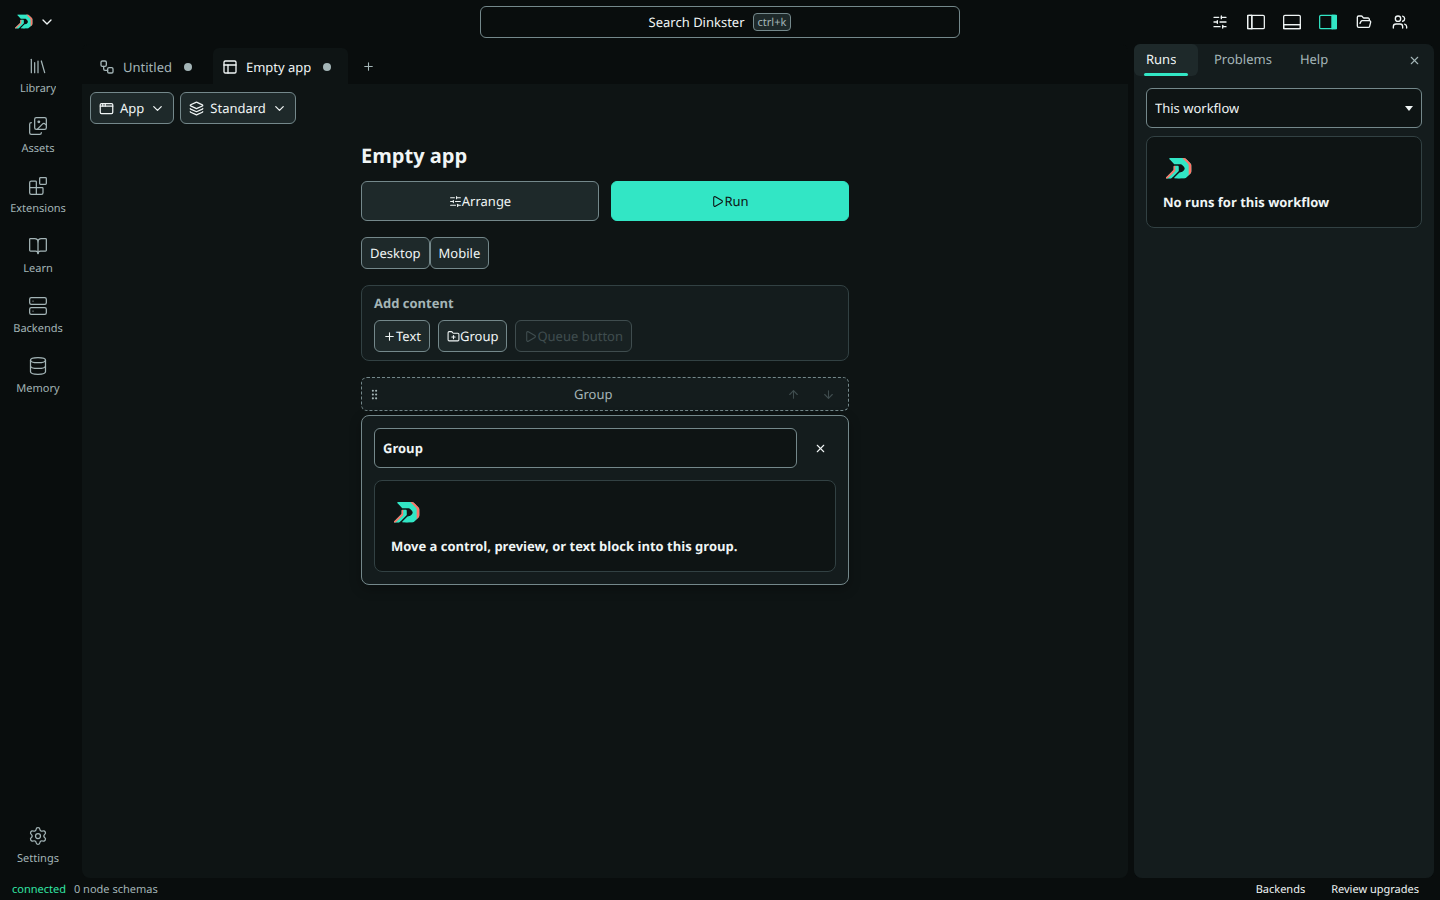 Search Dinkster ctrl+k
Library
Assets
Extensions
Learn
Backends
Memory
Settings
Untitled
Empty app
App
Standard
Empty app
Arrange
Run
Desktop
Mobile
Add content
Text
Group
Queue button
Group
Group
Move a control, preview, or text block into this group.
Runs
Problems
Help
This workflow
No runs for this workflow
connected
0 node schemas
Backends
Review upgrades